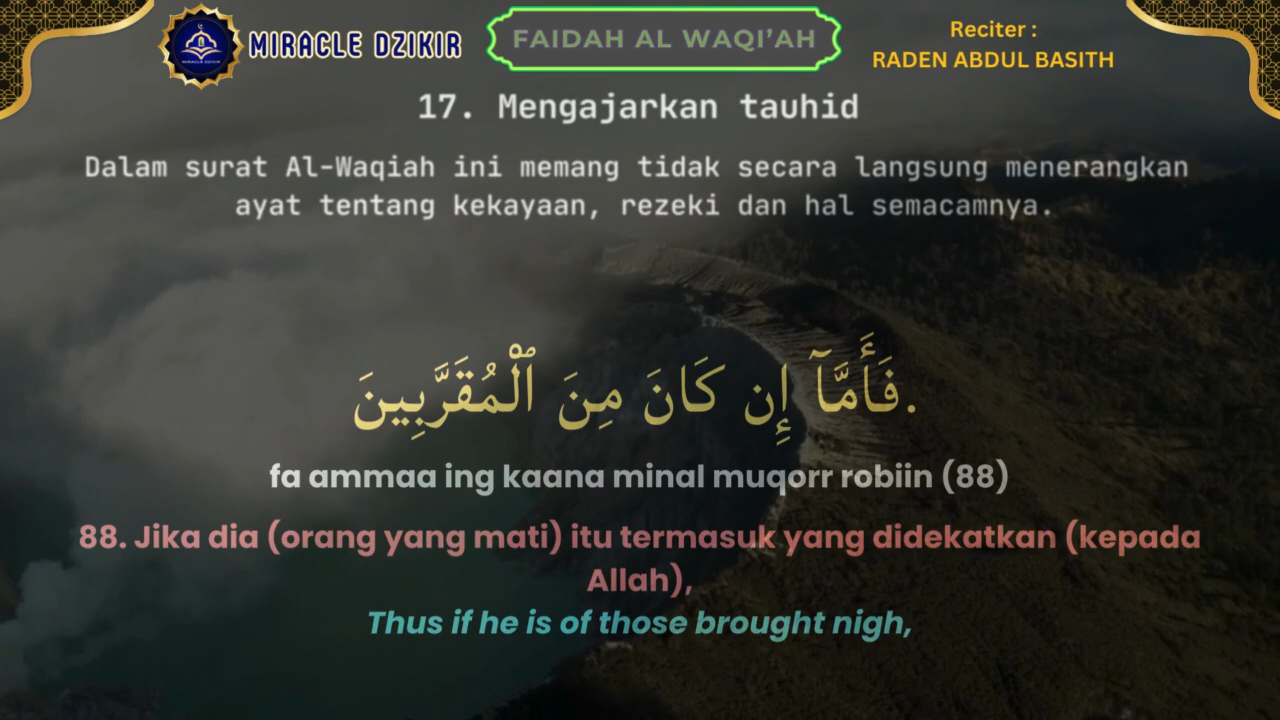 MIRACLE DZIKIR
FAIDAH AL WAQI'AH
Reciter :
RADEN ABDUL BASITH
17. Mengajarkan tauhid
Dalam surat Al-Waqiah ini memang tidak secara langsung menerangkan
ayat tentang kekayaan, rezeki dan hal semacamnya.
فَأَمَّآ إِن كَانَ مِنَ ٱلْمُقَرَّبِينَ.
fa ammaa ing kaana minal muqorr robiin (88)
88. Jika dia (orang yang mati) itu termasuk yang didekatkan (kepada
Allah),
Thus if he is of those brought nigh,